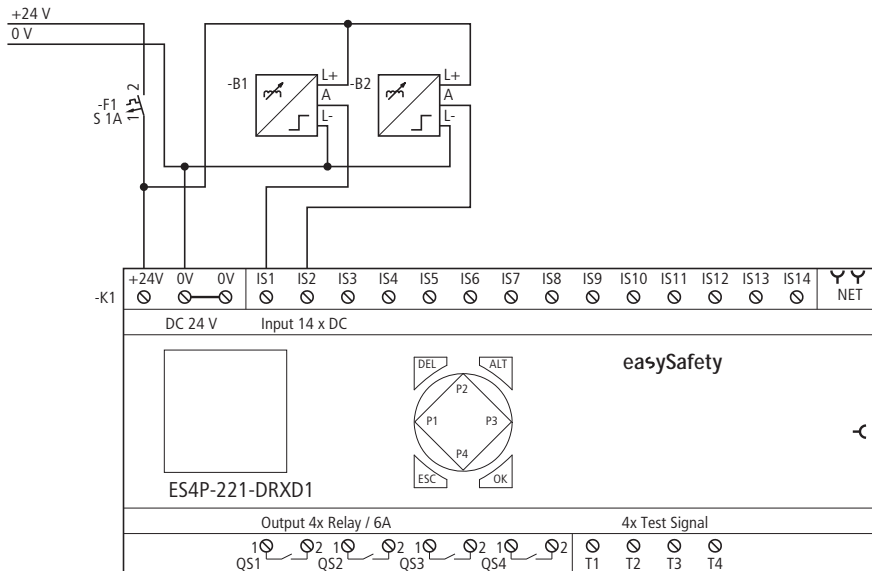 +24 V
0 V
-F1
S 1A
2
1
-B1
L+
A
L-
-B2
L+
A
L-
-K1
+24V 0V 0V IS1 IS2 IS3 IS4 IS5 IS6 IS7 IS8 IS9 IS10 IS11 IS12 IS13 IS14
NET
DC 24 V Input 14 x DC
DEL ALT
P2
P1 P3
P4
ESC OK
easySafety
ES4P-221-DRXD1
Output 4x Relay / 6A 4x Test Signal
1 2 1 2 1 2 1 2
QS1 QS2 QS3 QS4 T1 T2 T3 T4